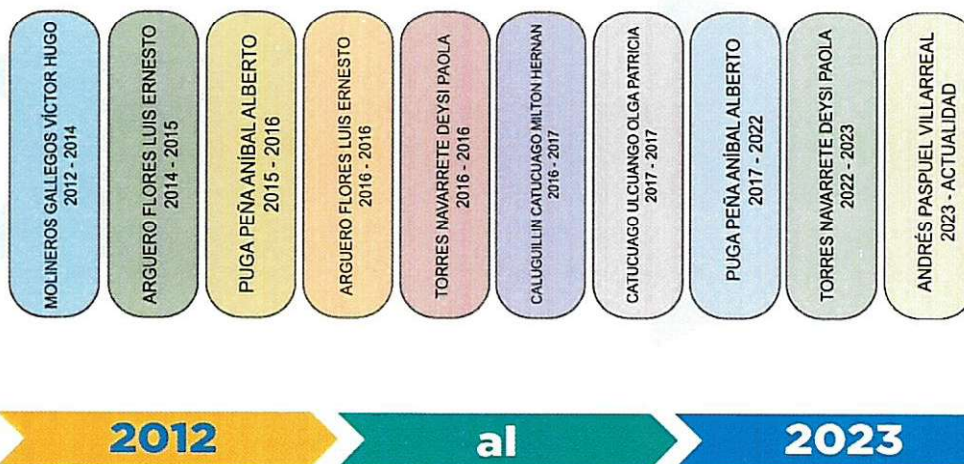 MOLINEROS GALLEGOS VÍCTOR HUGO
2012 - 2014
ARGUERO FLORES LUIS ERNESTO
2014 - 2015
PUGA PEÑA ANÍBAL ALBERTO
2015 - 2016
ARGUERO FLORES LUIS ERNESTO
2016 - 2016
TORRES NAVARRETE DEYSI PAOLA
2016 - 2016
CALUGUILLIN CATUCUAGO MILTON HERNAN
2016 - 2017
CATUCUAGO ULCUANGO OLGA PATRICIA
2017 - 2017
PUGA PEÑA ANÍBAL ALBERTO
2017 - 2022
TORRES NAVARRETE DEYSI PAOLA
2022 - 2023
ANDRÉS PASPUEL VILLARREAL
2023 - ACTUALIDAD
2012
al
2023